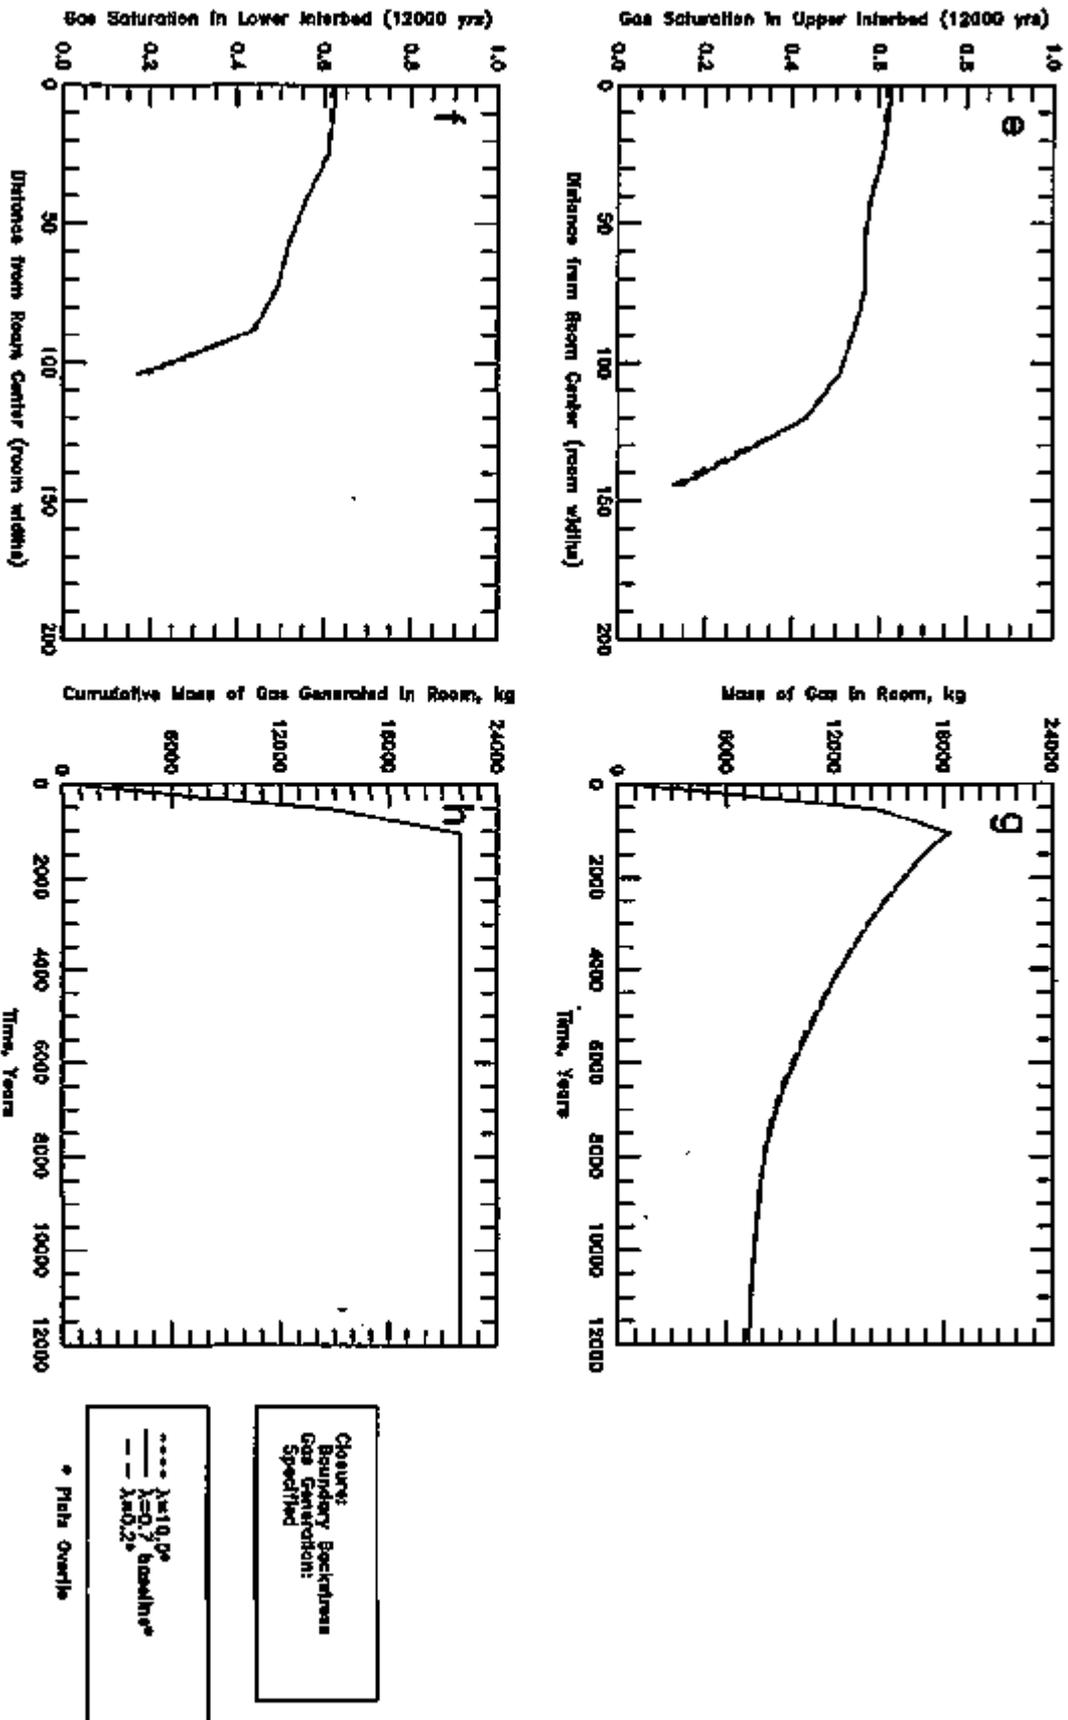 e
Gas Saturation in Upper Interbed (12000 yrs)
1.0
0.8
0.6
0.4
0.2
0.0
0 50 100 150 200
Distance from Room Center (room widths)
f
Gas Saturation in Lower Interbed (12000 yrs)
1.0
0.8
0.6
0.4
0.2
0.0
0 50 100 150 200
Distance from Room Center (room widths)
g
Mass of Gas in Room, kg
24000
18000
12000
6000
0
0 2000 4000 6000 8000 10000 12000
Time, Years
h
Cumulative Mass of Gas Generated in Room, kg
24000
18000
12000
6000
0
0 2000 4000 6000 8000 10000 12000
Time, Years
Closure:
Boundary Backstress
Gas Generation:
Specified
λ=10.0*
λ=0.7 baseline*
λ=0.2*
* Plots Overlie